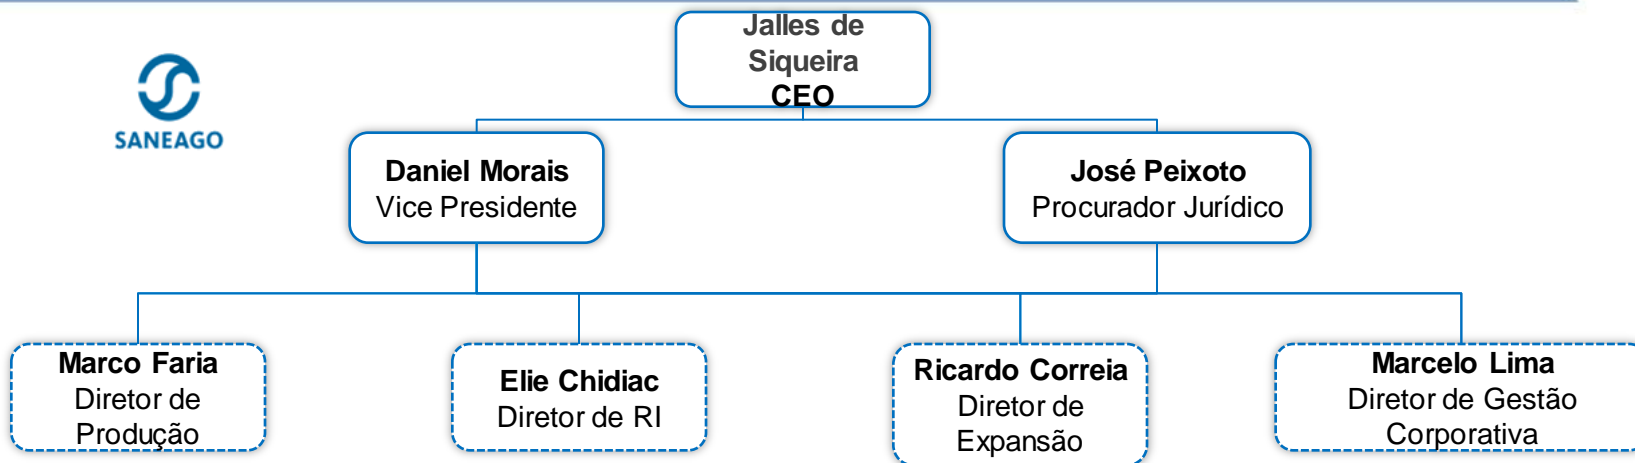 Jalles de
Siqueira
CEO
SANEAGO
Daniel Morais
Vice Presidente
José Peixoto
Procurador Jurídico
Marco Faria
Diretor de
Produção
Elie Chidiac
Diretor de RI
Ricardo Correia
Diretor de
Expansão
Marcelo Lima
Diretor de Gestão
Corporativa